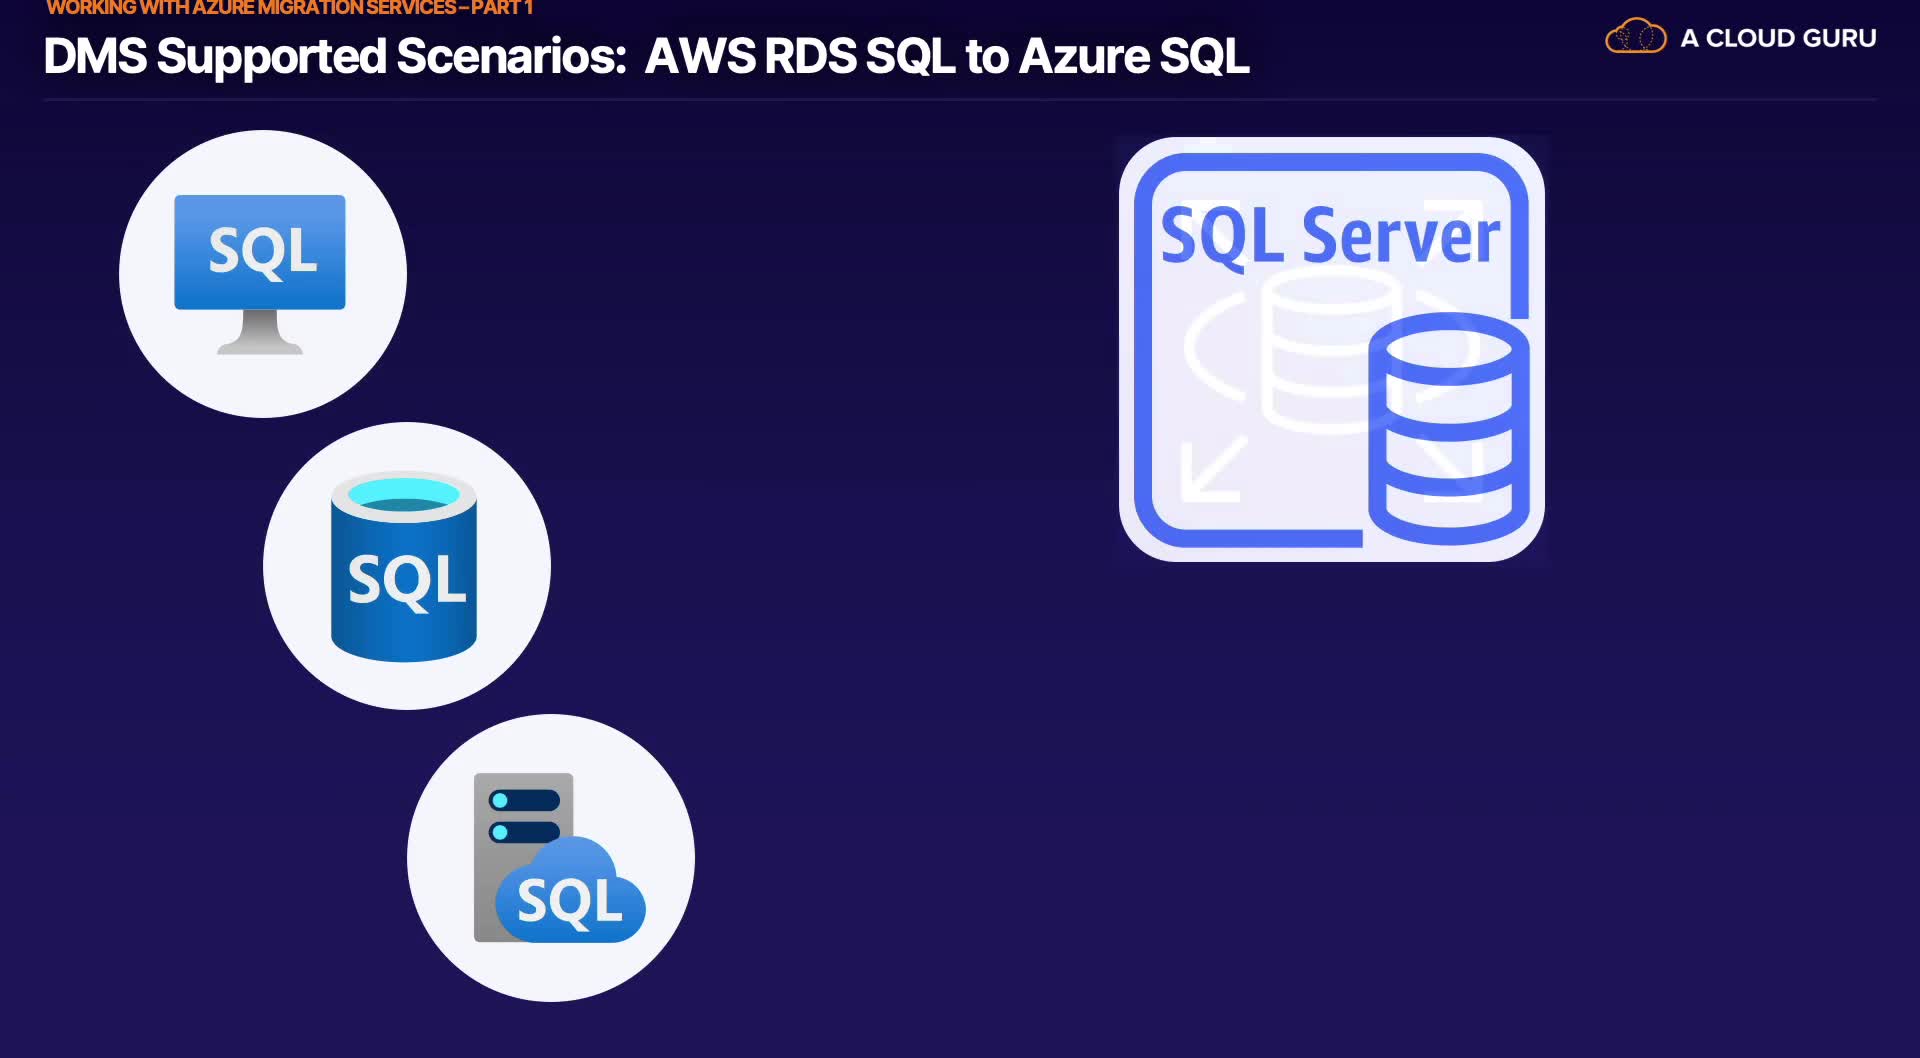 WORKING WITH AZURE MIGRATION SERVICES – PART 1
DMS Supported Scenarios: AWS RDS SQL to Azure SQL
A CLOUD GURU
SQL
SQL Server
SQL
SQL